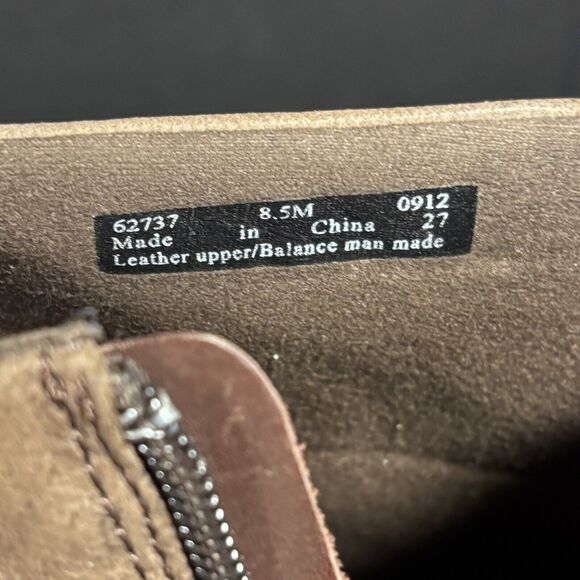 62737 8.5M 0912
Made in China 27
Leather upper/Balance man made